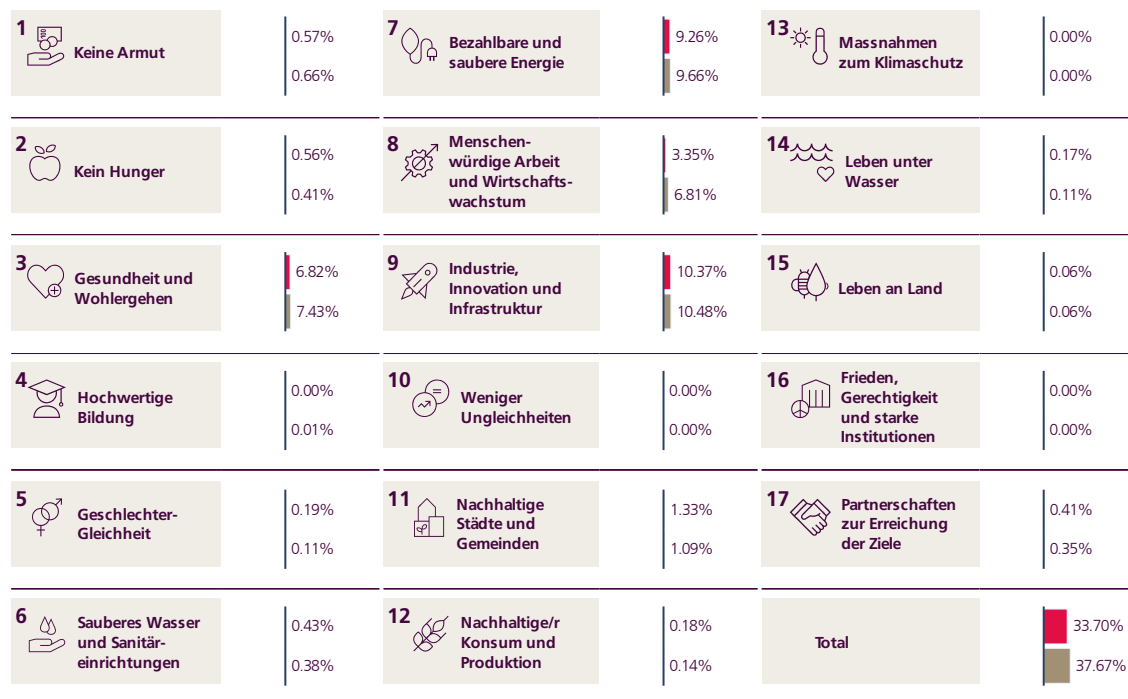 1
Keine Armut
0.57%
0.66%
2
Kein Hunger
0.56%
0.41%
3
Gesundheit und
Wohlergehen
6.82%
7.43%
4
Hochwertige
Bildung
0.00%
0.01%
5
Geschlechter-
Gleichheit
0.19%
0.11%
6
Sauberes Wasser
und Sanitär-
einrichtungen
0.43%
0.38%
7
Bezahlbare und
saubere Energie
9.26%
9.66%
8
Menschen-
würdige Arbeit
und Wirtschafts-
wachstum
3.35%
6.81%
9
Industrie,
Innovation und
Infrastruktur
10.37%
10.48%
10
Weniger
Ungleichheiten
0.00%
0.00%
11
Nachhaltige
Städte und
Gemeinden
1.33%
1.09%
12
Nachhaltige/r
Konsum und
Produktion
0.18%
0.14%
13
Massnahmen
zum Klimaschutz
0.00%
0.00%
14
Leben unter
Wasser
0.17%
0.11%
15
Leben an Land
0.06%
0.06%
16
Frieden,
Gerechtigkeit
und starke
Institutionen
0.00%
0.00%
17
Partnerschaften
zur Erreichung
der Ziele
0.41%
0.35%
Total
33.70%
37.67%